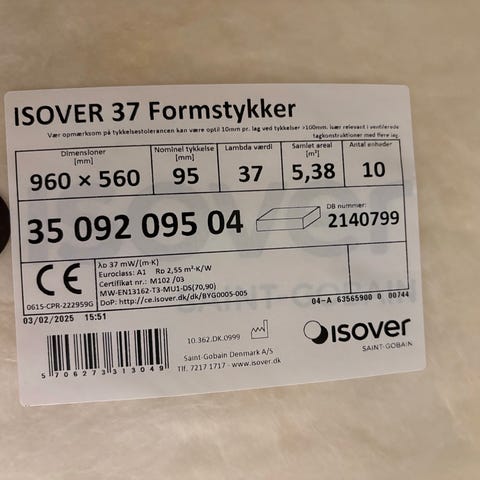 ISOVER 37 Formstykker
Vær opmærksom på tykkelsestolerancen kan være optil 10mm pr. lag ved tykkelser >100mm. især relevant i ventilerede
tagkonstruktioner med flere lag.
Dimensioner [mm] Nominel tykkelse [mm] Lambda værdi Samlet areal [m²] Antal enheder
960 × 560 95 37 5,38 10
35 092 095 04 DB nummer: 2140799
CE
0615-CPR-222959G
λD 37 mW/(m·K)
Euroclass: A1 RD 2,55 m²·K/W
Certifikat nr.: M102 /03
MW-EN13162-T3-MU1-DS(70,90)
DoP: http://ce.isover.dk/dk/BYG0005-005
03/02/2025 15:51
04-A 63565900 0 00744
5 706273 313049
10.362.DK.0999
Saint-Gobain Denmark A/S
Tlf. 7217 1717 - www.isover.dk
isover
SAINT-GOBAIN
isover
SAINT-GOBAIN